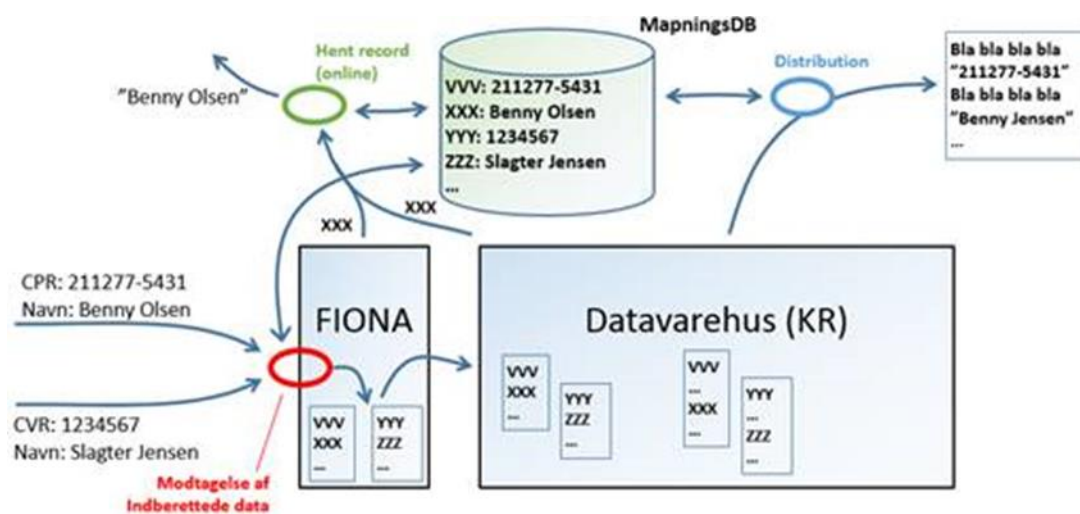 MapningsDB
Hent record
(online)
"Benny Olsen"
VVV: 211277-5431
XXX: Benny Olsen
YYY: 1234567
ZZZ: Slagter Jensen
...
Distribution
Bla bla bla bla
"211277-5431"
Bla bla bla bla
"Benny Jensen"
...
XXX
XXX
CPR: 211277-5431
Navn: Benny Olsen
CVR: 1234567
Navn: Slagter Jensen
Modtagelse af
Indberettede data
FIONA
VVV
XXX
...
YYY
ZZZ
...
Datavarehus (KR)
VVV
XXX
...
YYY
ZZZ
...
VVV
...
XXX
...
YYY
...
ZZZ
...